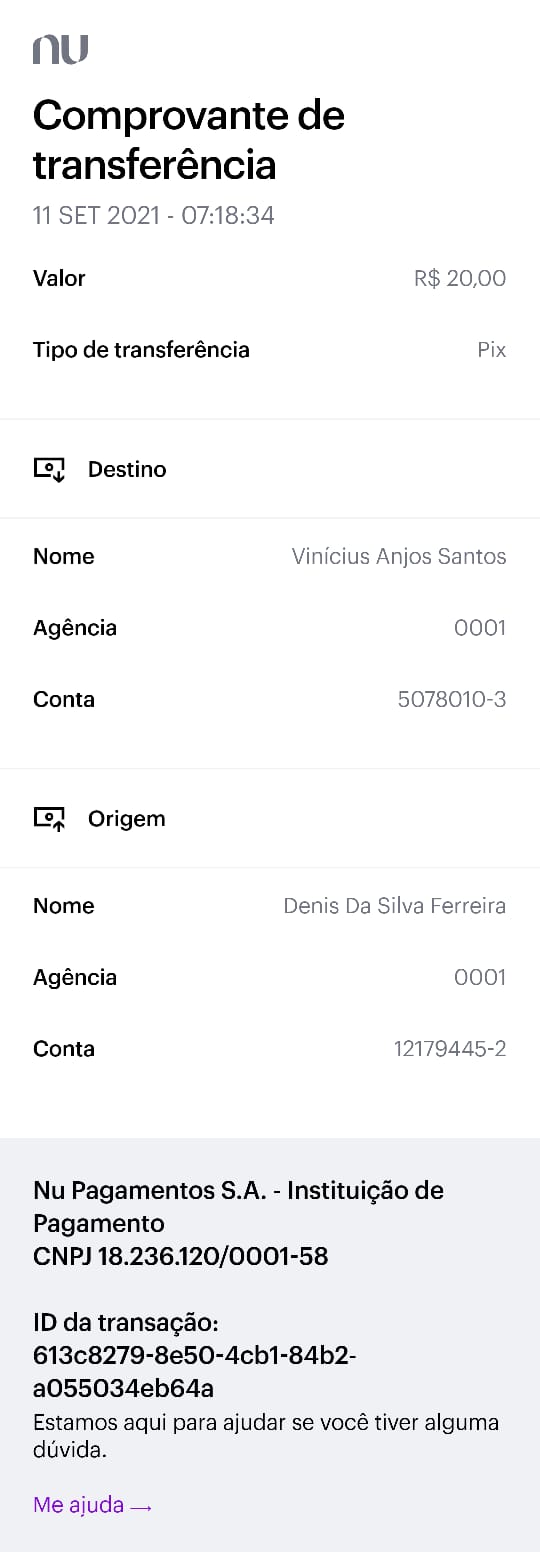 nu
Comprovante de
transferência
11 SET 2021 - 07:18:34
Valor R$ 20,00
Tipo de transferência Pix
Destino
Nome Vinícius Anjos Santos
Agência 0001
Conta 5078010-3
Origem
Nome Denis Da Silva Ferreira
Agência 0001
Conta 12179445-2
Nu Pagamentos S.A. - Instituição de
Pagamento
CNPJ 18.236.120/0001-58
ID da transação:
613c8279-8e50-4cb1-84b2-
a055034eb64a
Estamos aqui para ajudar se você tiver alguma
dúvida.
Me ajuda →